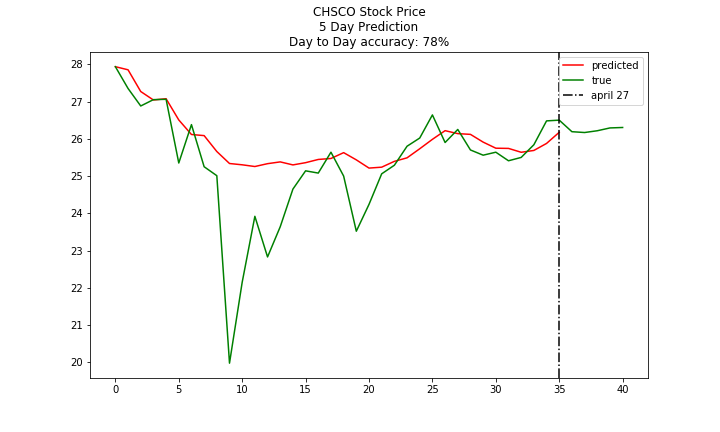 CHSCO Stock Price
5 Day Prediction
Day to Day accuracy: 78%
predicted
true
april 27
28
27
26
25
24
23
22
21
20
0 5 10 15 20 25 30 35 40